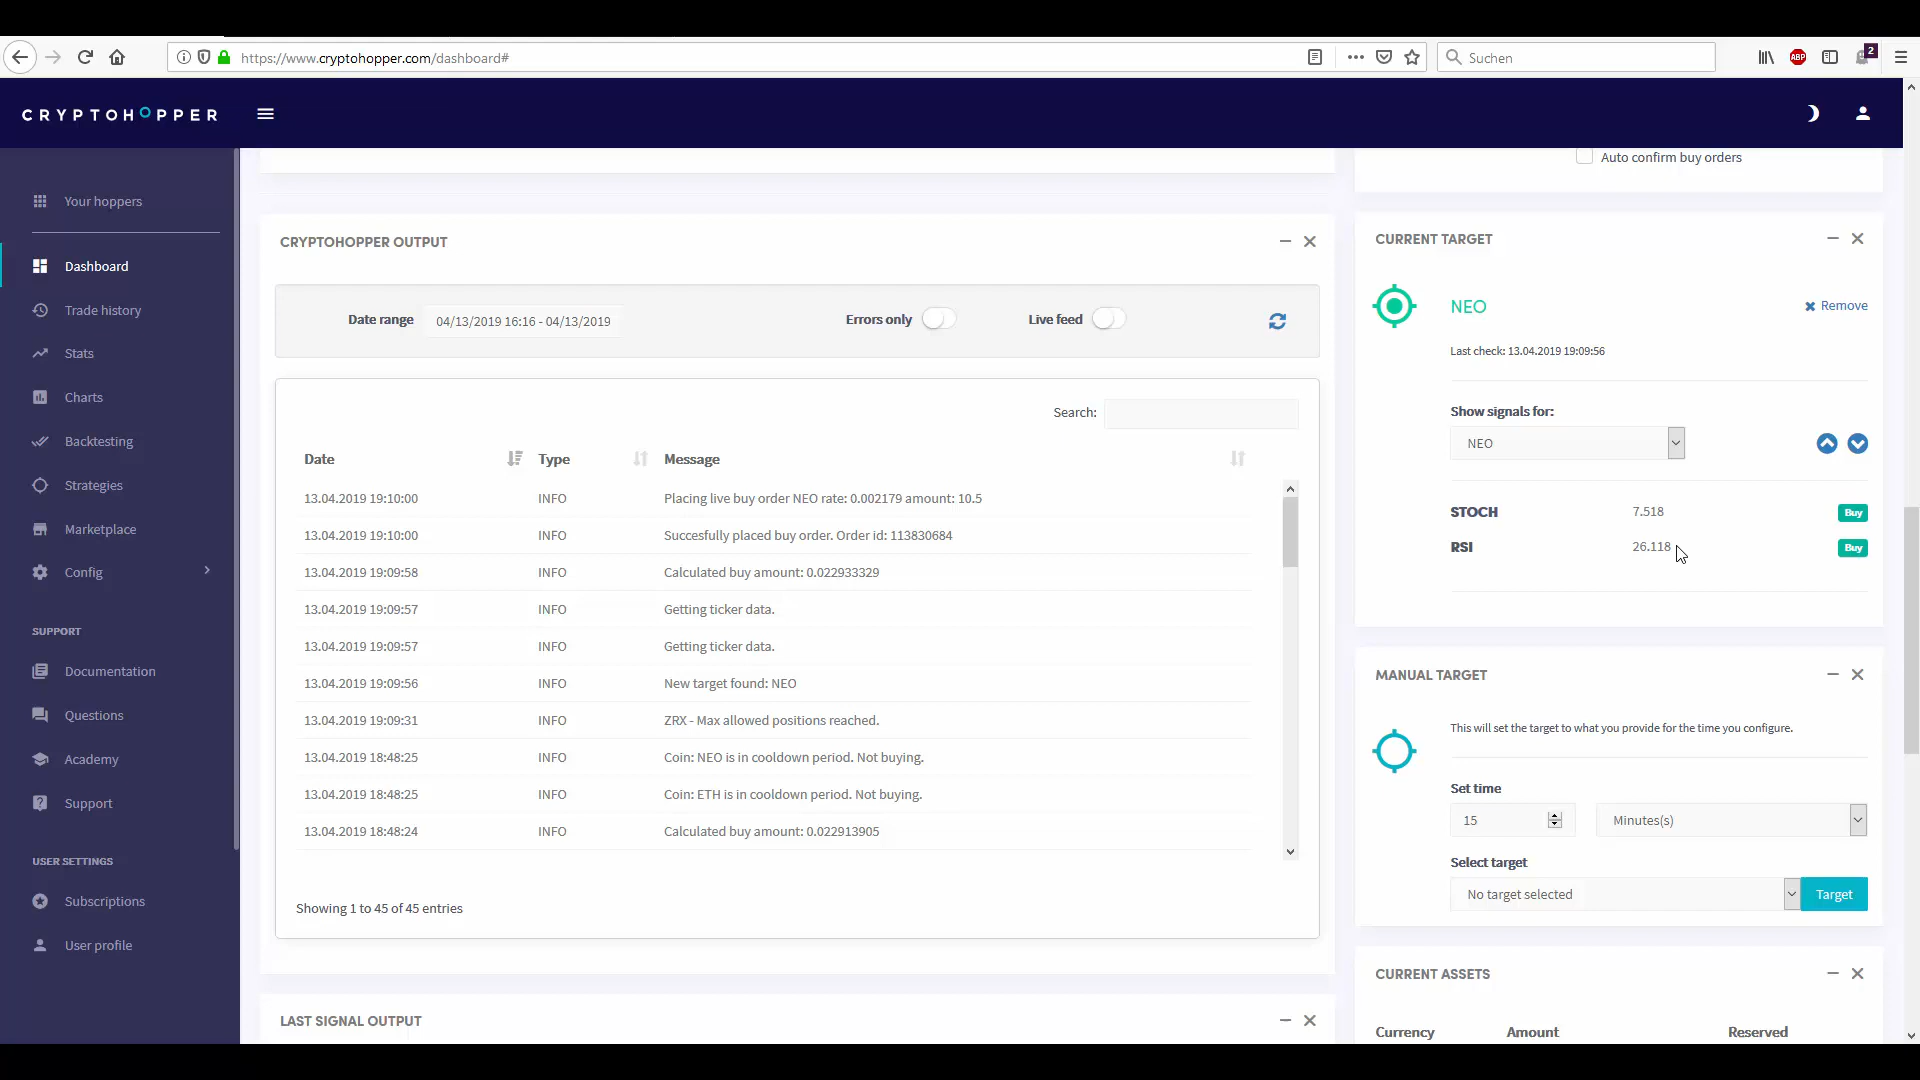 https://www.cryptohopper.com/dashboard#
Suchen
ABP
2
CRYPTOHOPPER
Your hoppers
Dashboard
Trade history
Stats
Charts
Backtesting
Strategies
Marketplace
Config
SUPPORT
Documentation
Questions
Academy
Support
USER SETTINGS
Subscriptions
User profile
CRYPTOHOPPER OUTPUT
Date range 04/13/2019 16:16 - 04/13/2019 Errors only Live feed
Search:
Date Type Message
13.04.2019 19:10:00 INFO Placing live buy order NEO rate: 0.002179 amount: 10.5
13.04.2019 19:10:00 INFO Succesfully placed buy order. Order id: 113830684
13.04.2019 19:09:58 INFO Calculated buy amount: 0.022933329
13.04.2019 19:09:57 INFO Getting ticker data.
13.04.2019 19:09:57 INFO Getting ticker data.
13.04.2019 19:09:56 INFO New target found: NEO
13.04.2019 19:09:31 INFO ZRX - Max allowed positions reached.
13.04.2019 18:48:25 INFO Coin: NEO is in cooldown period. Not buying.
13.04.2019 18:48:25 INFO Coin: ETH is in cooldown period. Not buying.
13.04.2019 18:48:24 INFO Calculated buy amount: 0.022913905
Showing 1 to 45 of 45 entries
LAST SIGNAL OUTPUT
Auto confirm buy orders
CURRENT TARGET
NEO Remove
Last check: 13.04.2019 19:09:56
Show signals for:
NEO
STOCH 7.518 Buy
RSI 26.118 Buy
MANUAL TARGET
This will set the target to what you provide for the time you configure.
Set time
15 Minutes(s)
Select target
No target selected Target
CURRENT ASSETS
Currency Amount Reserved